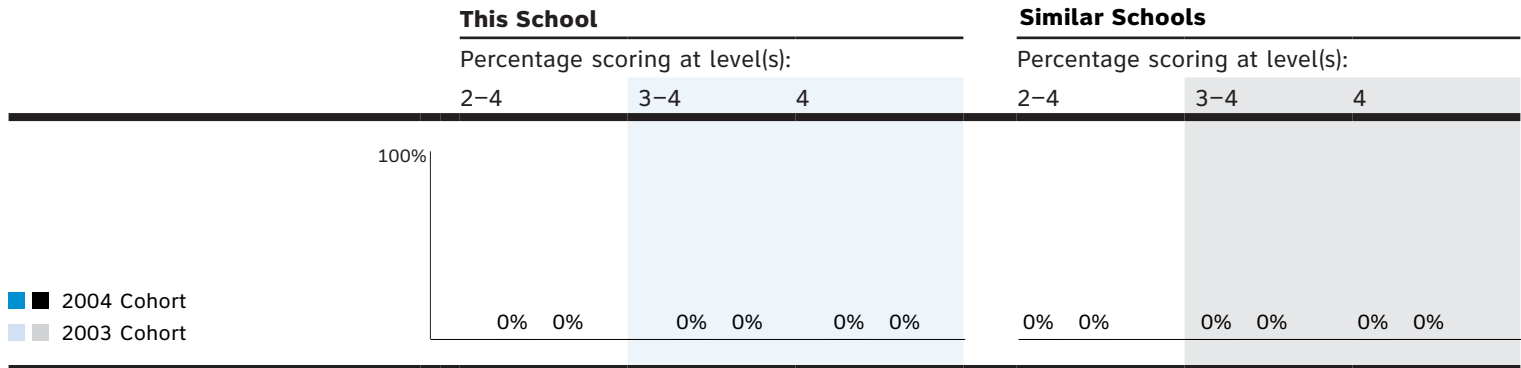 This School Similar Schools
Percentage scoring at level(s): Percentage scoring at level(s):
2–4 3–4 4 2–4 3–4 4
100%
2004 Cohort
2003 Cohort
0% 0% 0% 0% 0% 0% 0% 0% 0% 0% 0% 0%